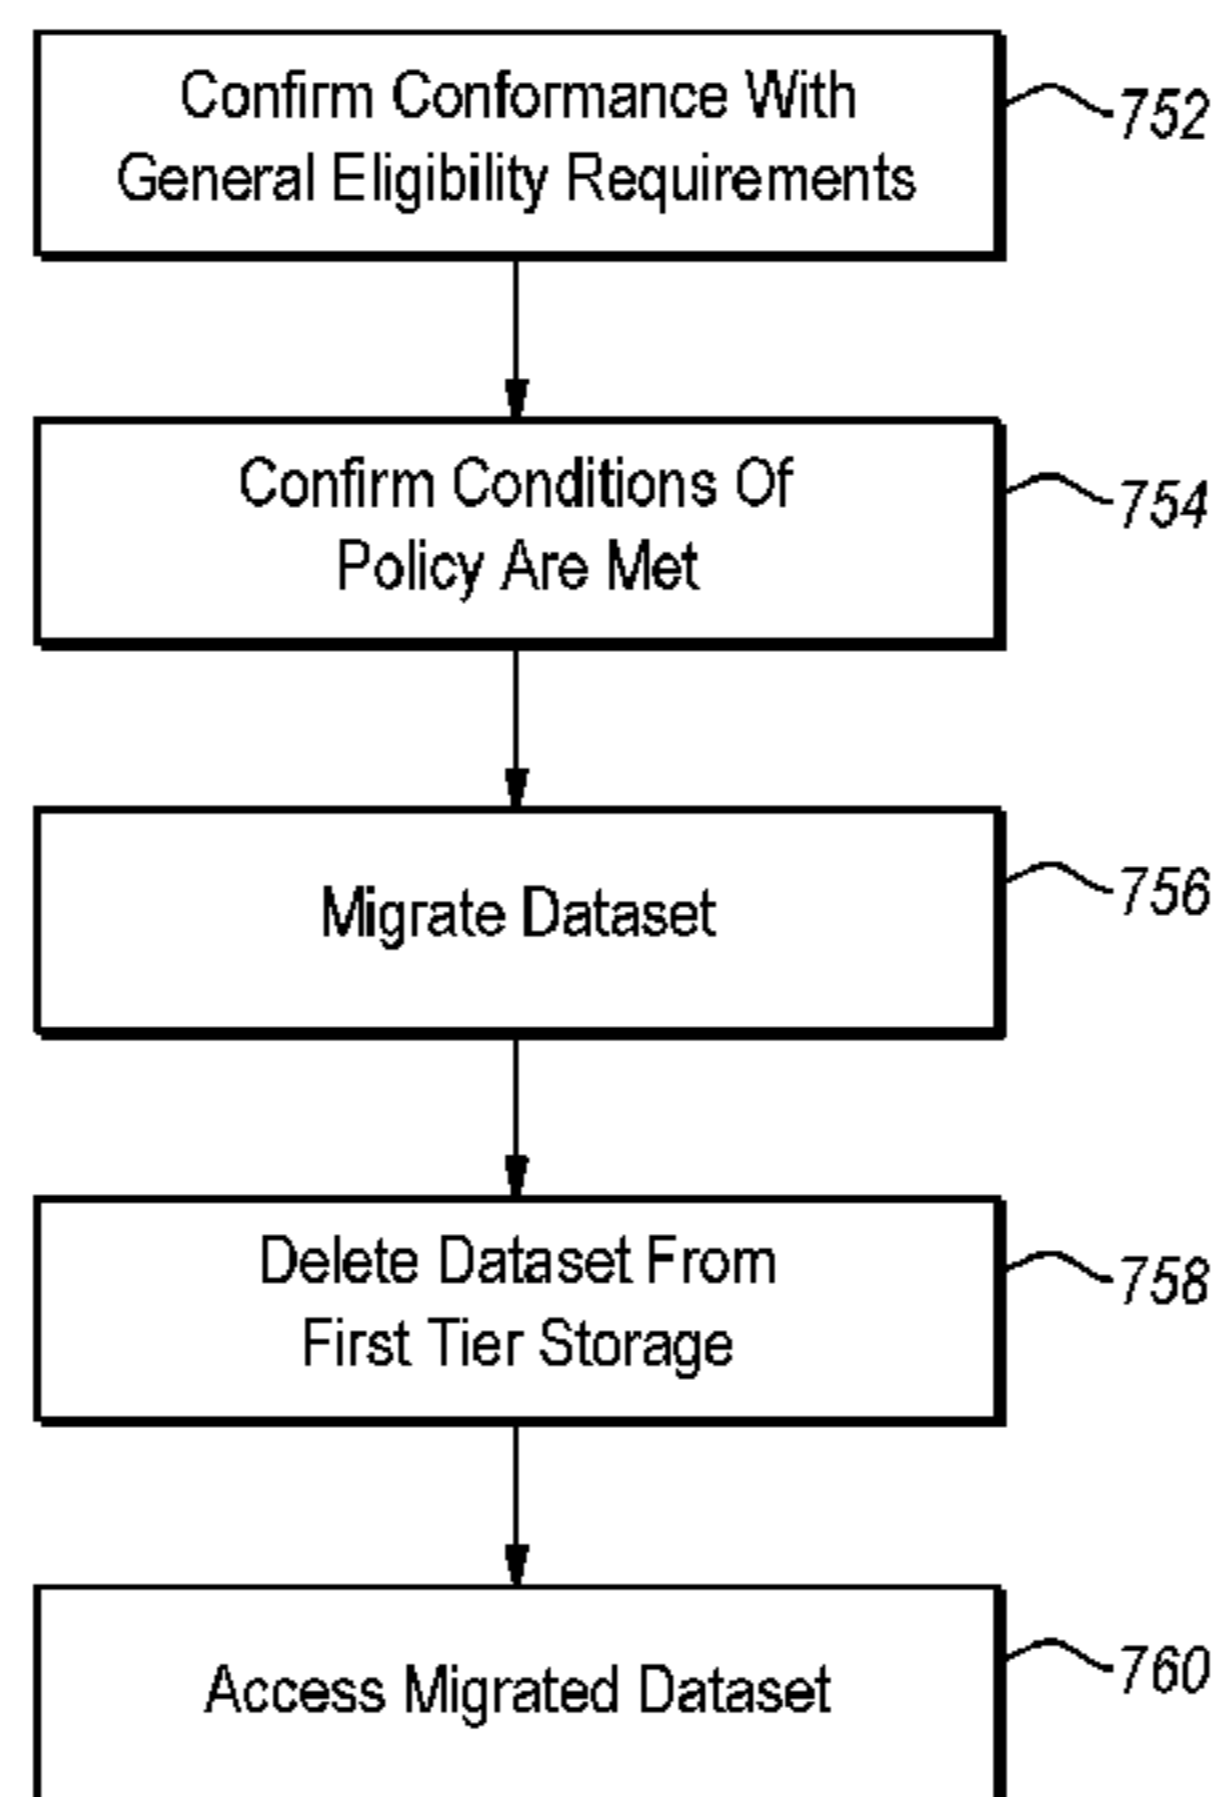 Confirm Conformance With
General Eligibility Requirements
752
Confirm Conditions Of
Policy Are Met
754
Migrate Dataset
756
Delete Dataset From
First Tier Storage
758
Access Migrated Dataset
760